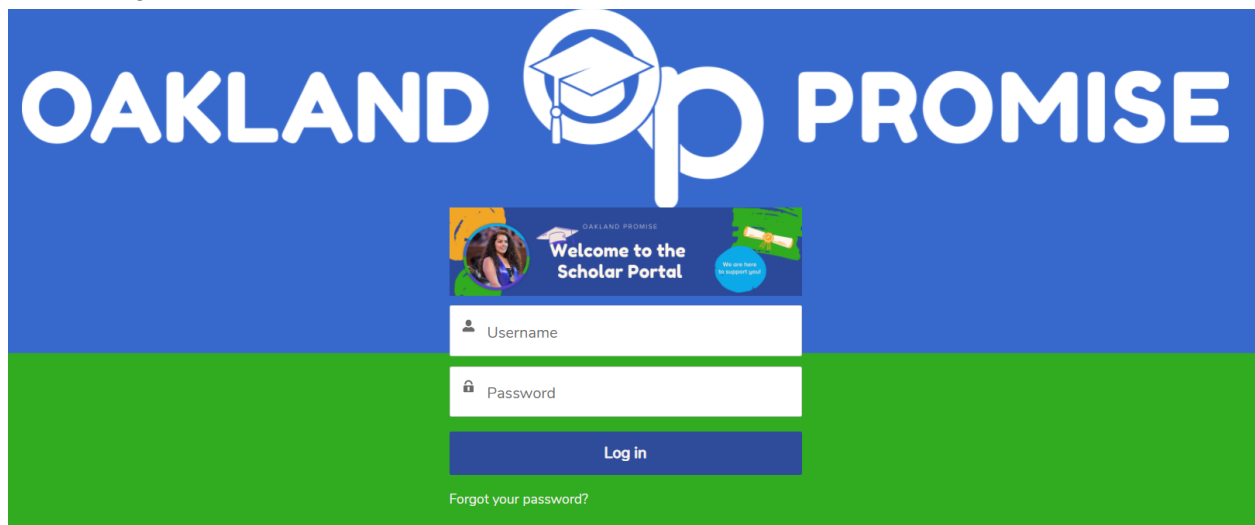 OAKLAND Op PROMISE
OAKLAND PROMISE
Welcome to the
Scholar Portal
We are here
to support you!
Username
Password
Log in
Forgot your password?